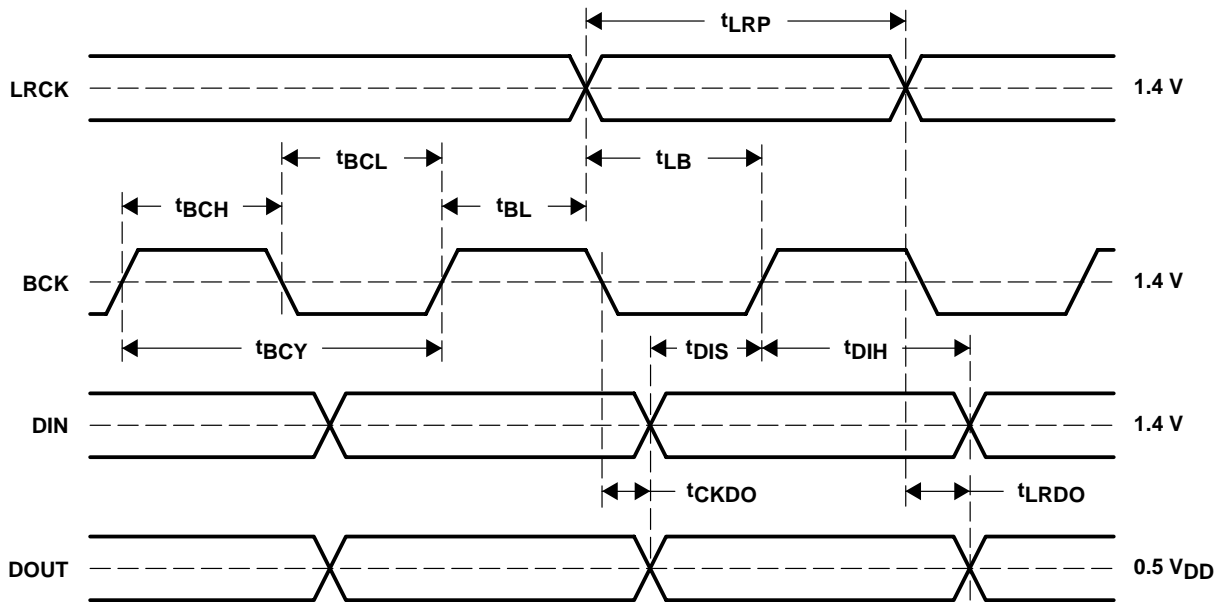 tLRP
LRCK
1.4 V
tBCL
tLB
tBCH
tBL
BCK
1.4 V
tBCY
tDIS
tDIH
DIN
1.4 V
tCKDO
tLRDO
DOUT
0.5 VDD